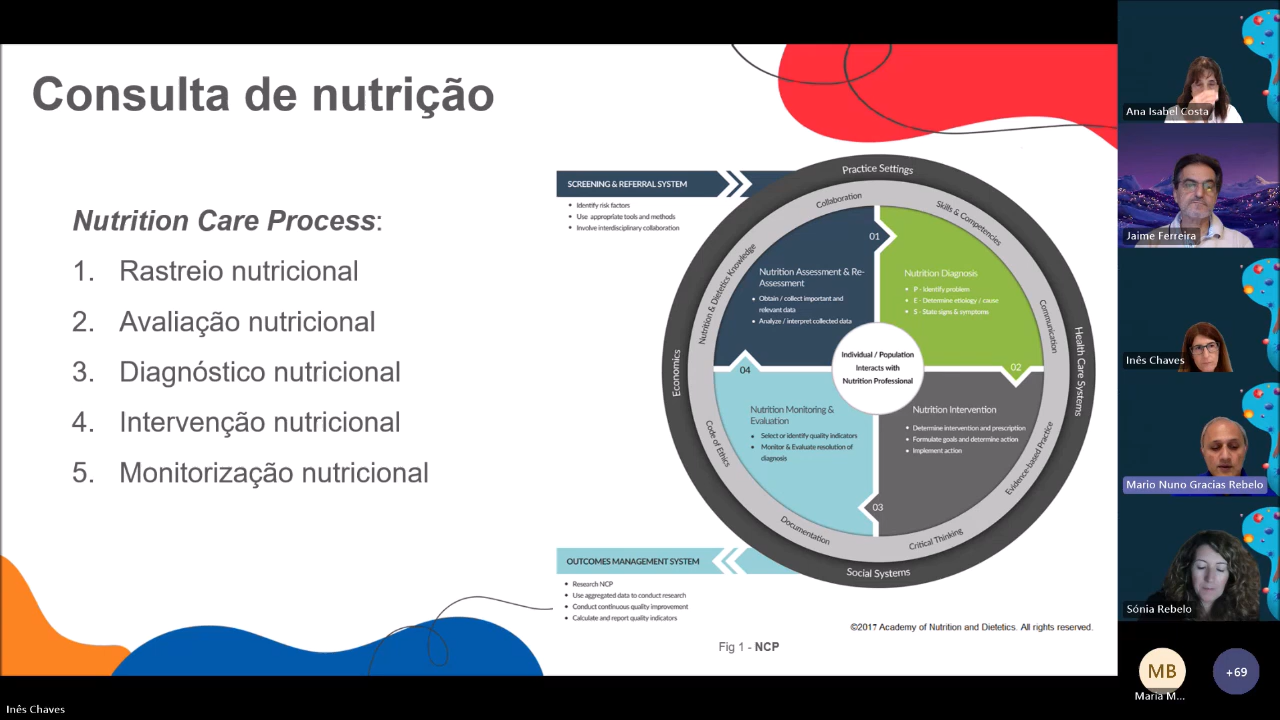 Consulta de nutrição
Nutrition Care Process:
1. Rastreio nutricional
2. Avaliação nutricional
3. Diagnóstico nutricional
4. Intervenção nutricional
5. Monitorização nutricional
SCREENING & REFERRAL SYSTEM
• Identify risk factors
• Use appropriate tools and methods
• Involve interdisciplinary collaboration
Practice Settings
Collaboration
Skills & Competencies
Nutrition & Dietetics Knowledge
Communication
Economics
Health Care Systems
Code of Ethics
Evidence-based Practice
Documentation
Critical Thinking
Social Systems
01
Nutrition Assessment & Re-
Assessment
• Obtain / collect important and
relevant data
• Analyze / interpret collected data
Nutrition Diagnosis
• P - Identify problem
• E - Determine etiology / cause
• S - State signs & symptoms
02
Individual / Population
Interacts with
Nutrition Professional
04
Nutrition Monitoring &
Evaluation
• Select or identify quality indicators
• Monitor & Evaluate resolution of
diagnosis
Nutrition Intervention
• Determine intervention and prescription
• Formulate goals and determine action
• Implement action
03
OUTCOMES MANAGEMENT SYSTEM
• Research NCP
• Use aggregated data to conduct research
• Conduct continuous quality improvement
• Calculate and report quality indicators
©2017 Academy of Nutrition and Dietetics. All rights reserved.
Fig 1 - NCP
Ana Isabel Costa
Jaime Ferreira
Inês Chaves
Mario Nuno Gracias Rebelo
Sónia Rebelo
MB
+69
Maria M...
Inês Chaves